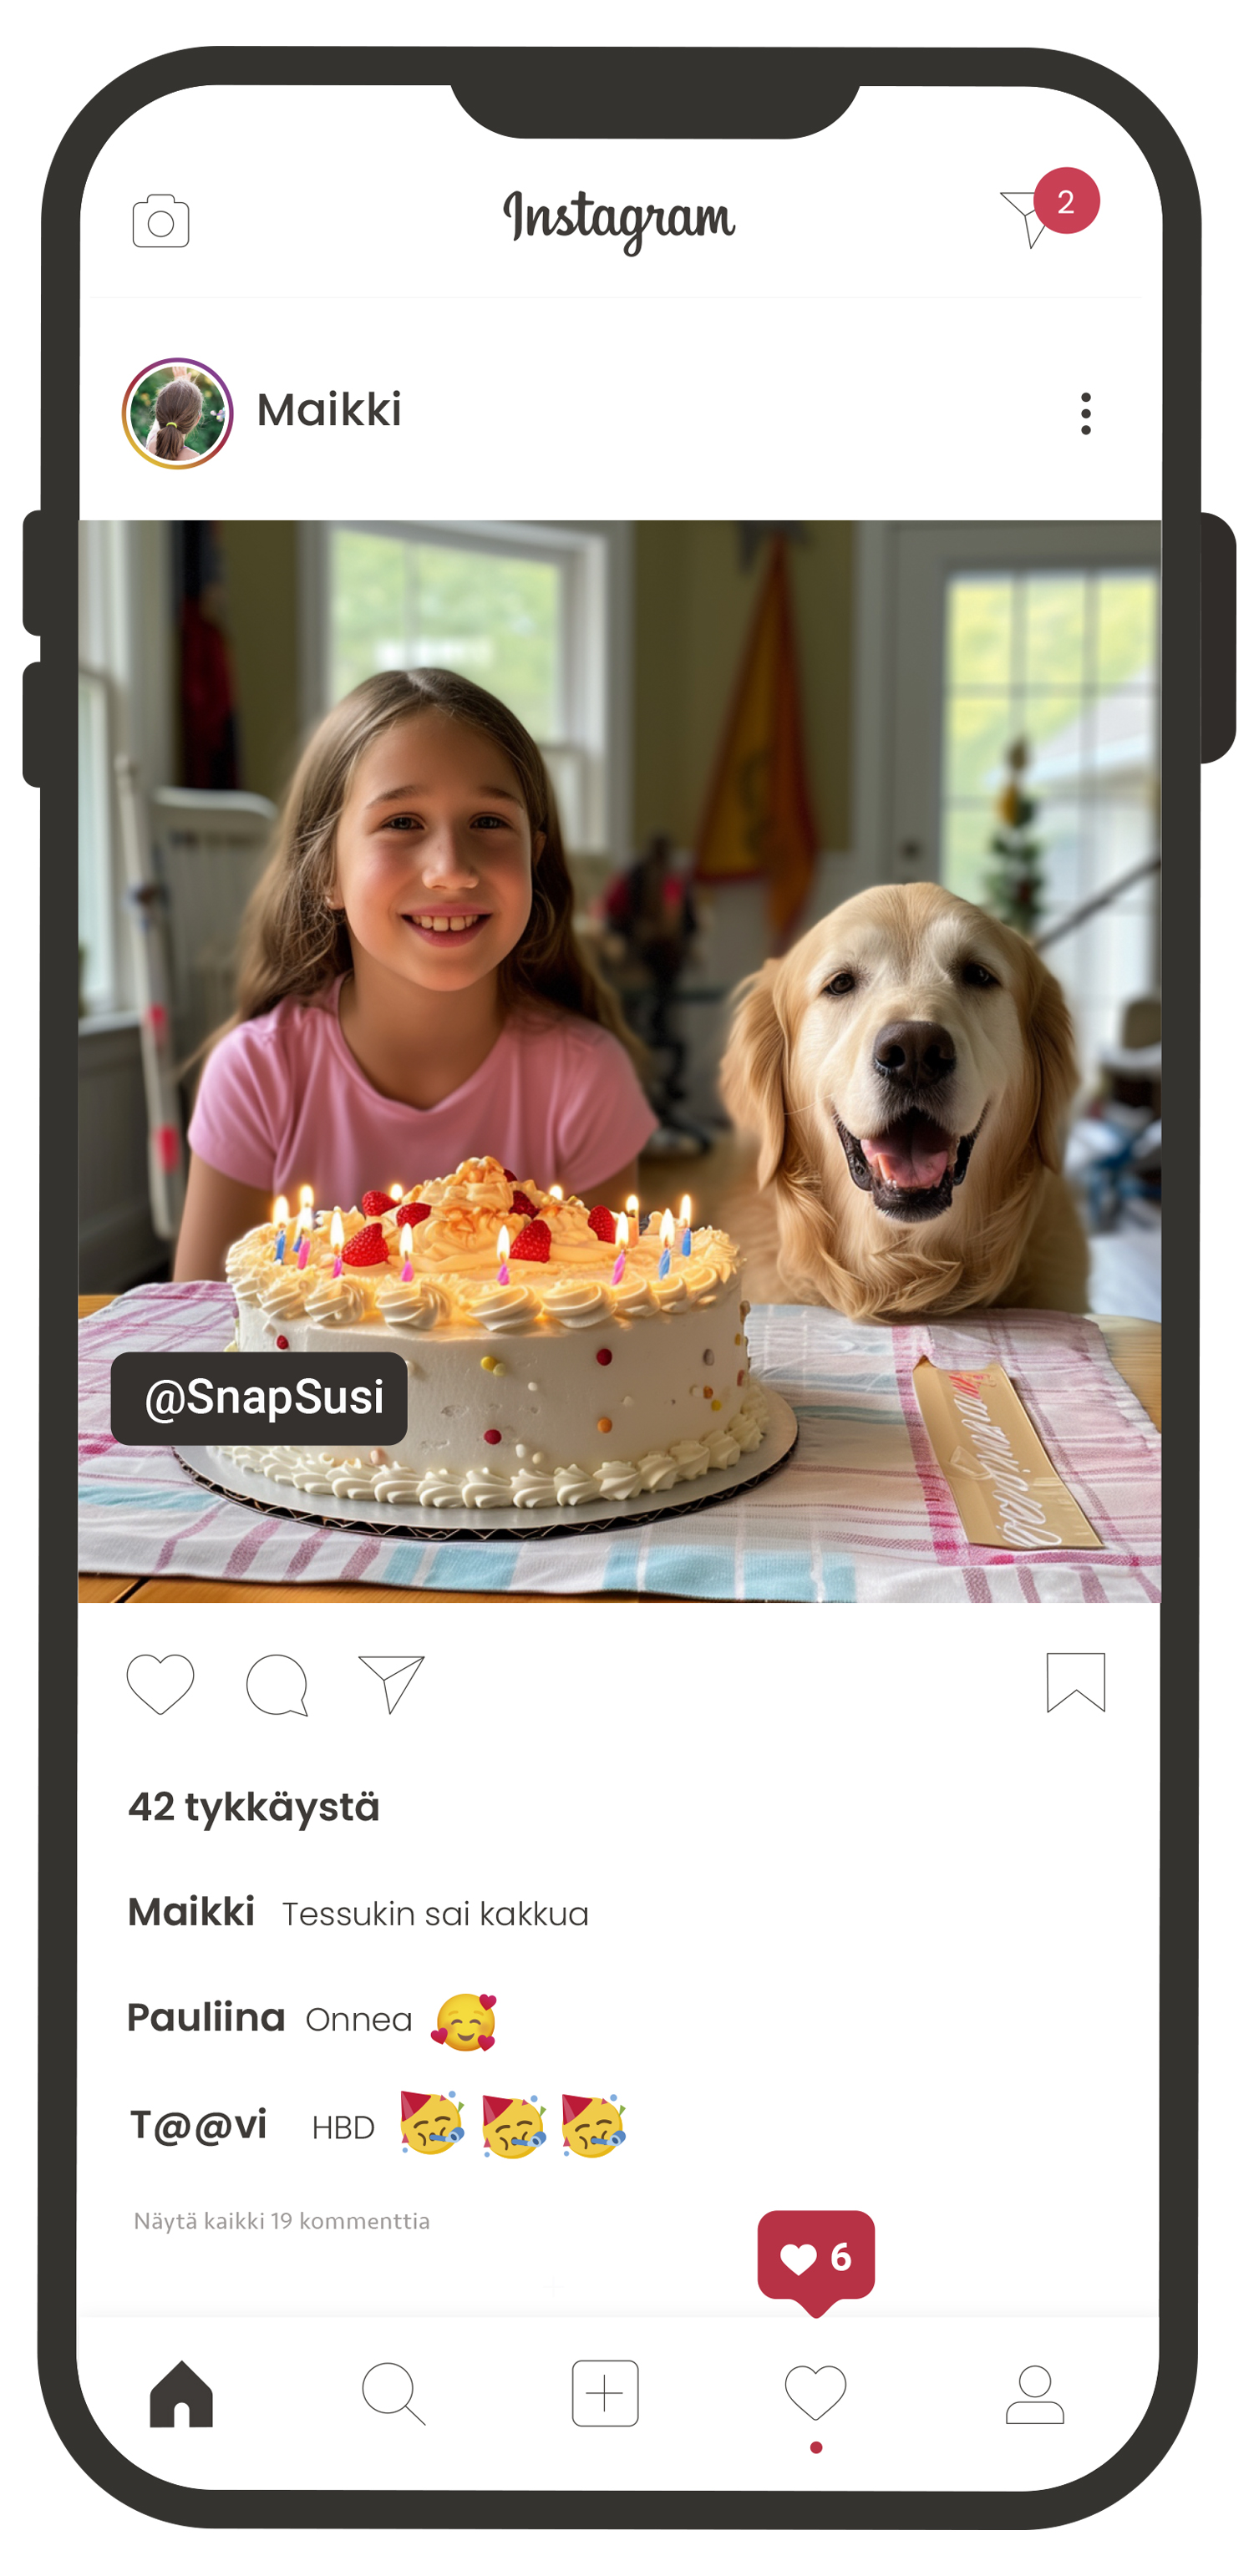 Instagram
2
Maikki
@SnapSusi
42 tykkäystä
Maikki Tessukin sai kakkua
Pauliina Onnea 🥰
T@@vi HBD 🥳🥳🥳
Näytä kaikki 19 kommenttia
6